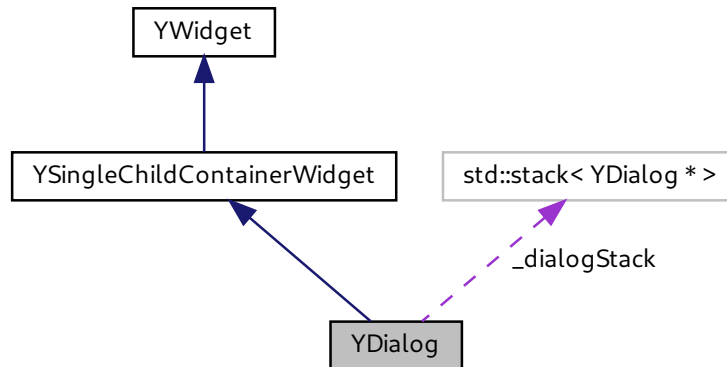 YWidget
YSingleChildContainerWidget
std::stack< YDialog * >
_dialogStack
YDialog